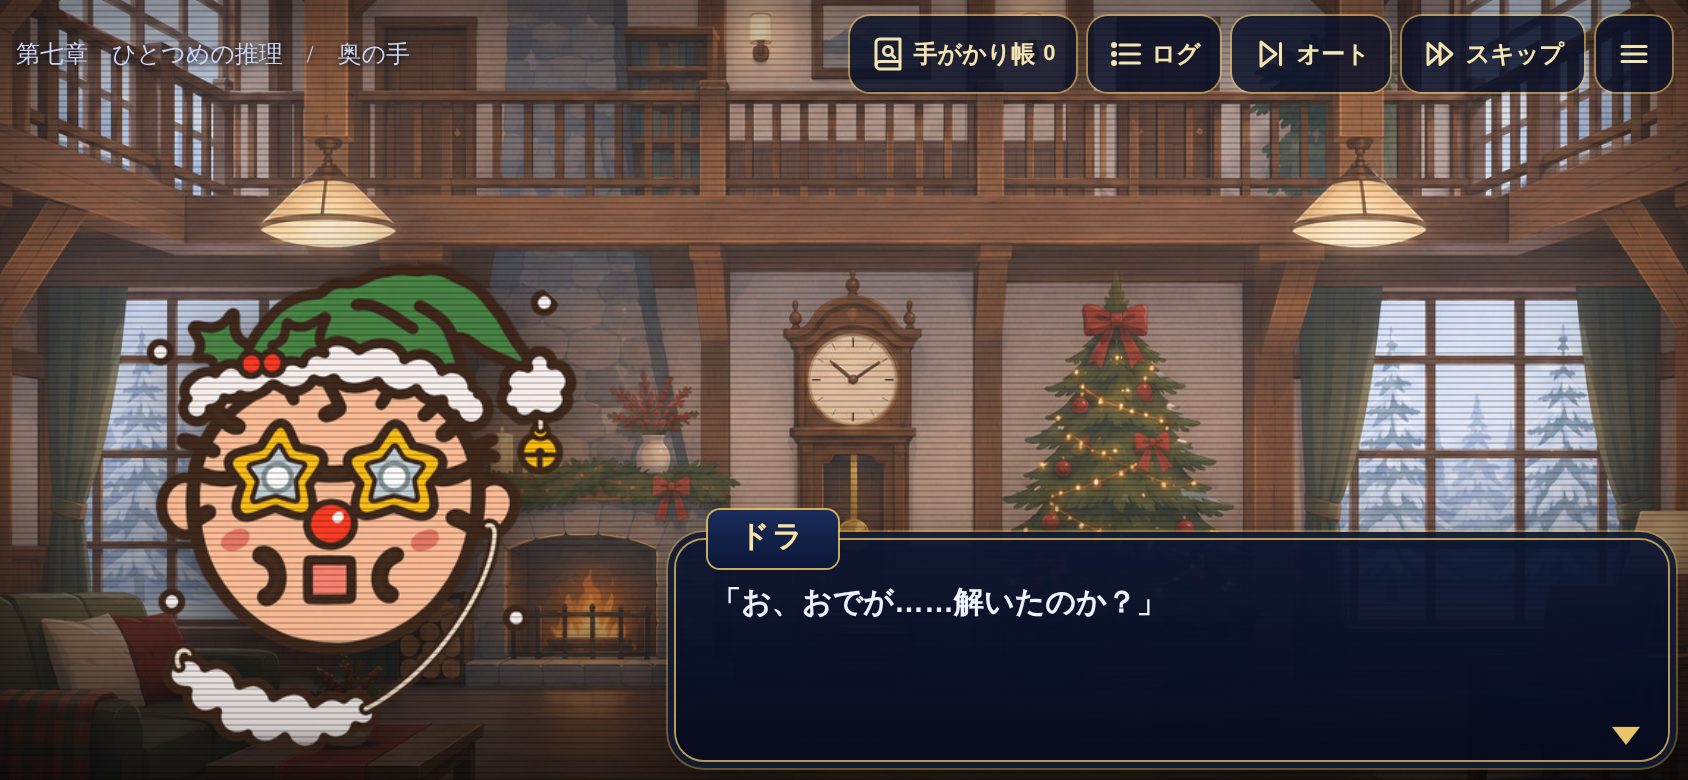 第七章 ひとつめの推理 / 奥の手
手がかり帳 0
ログ
オート
スキップ
ドラ
「お、おでが……解いたのか？」